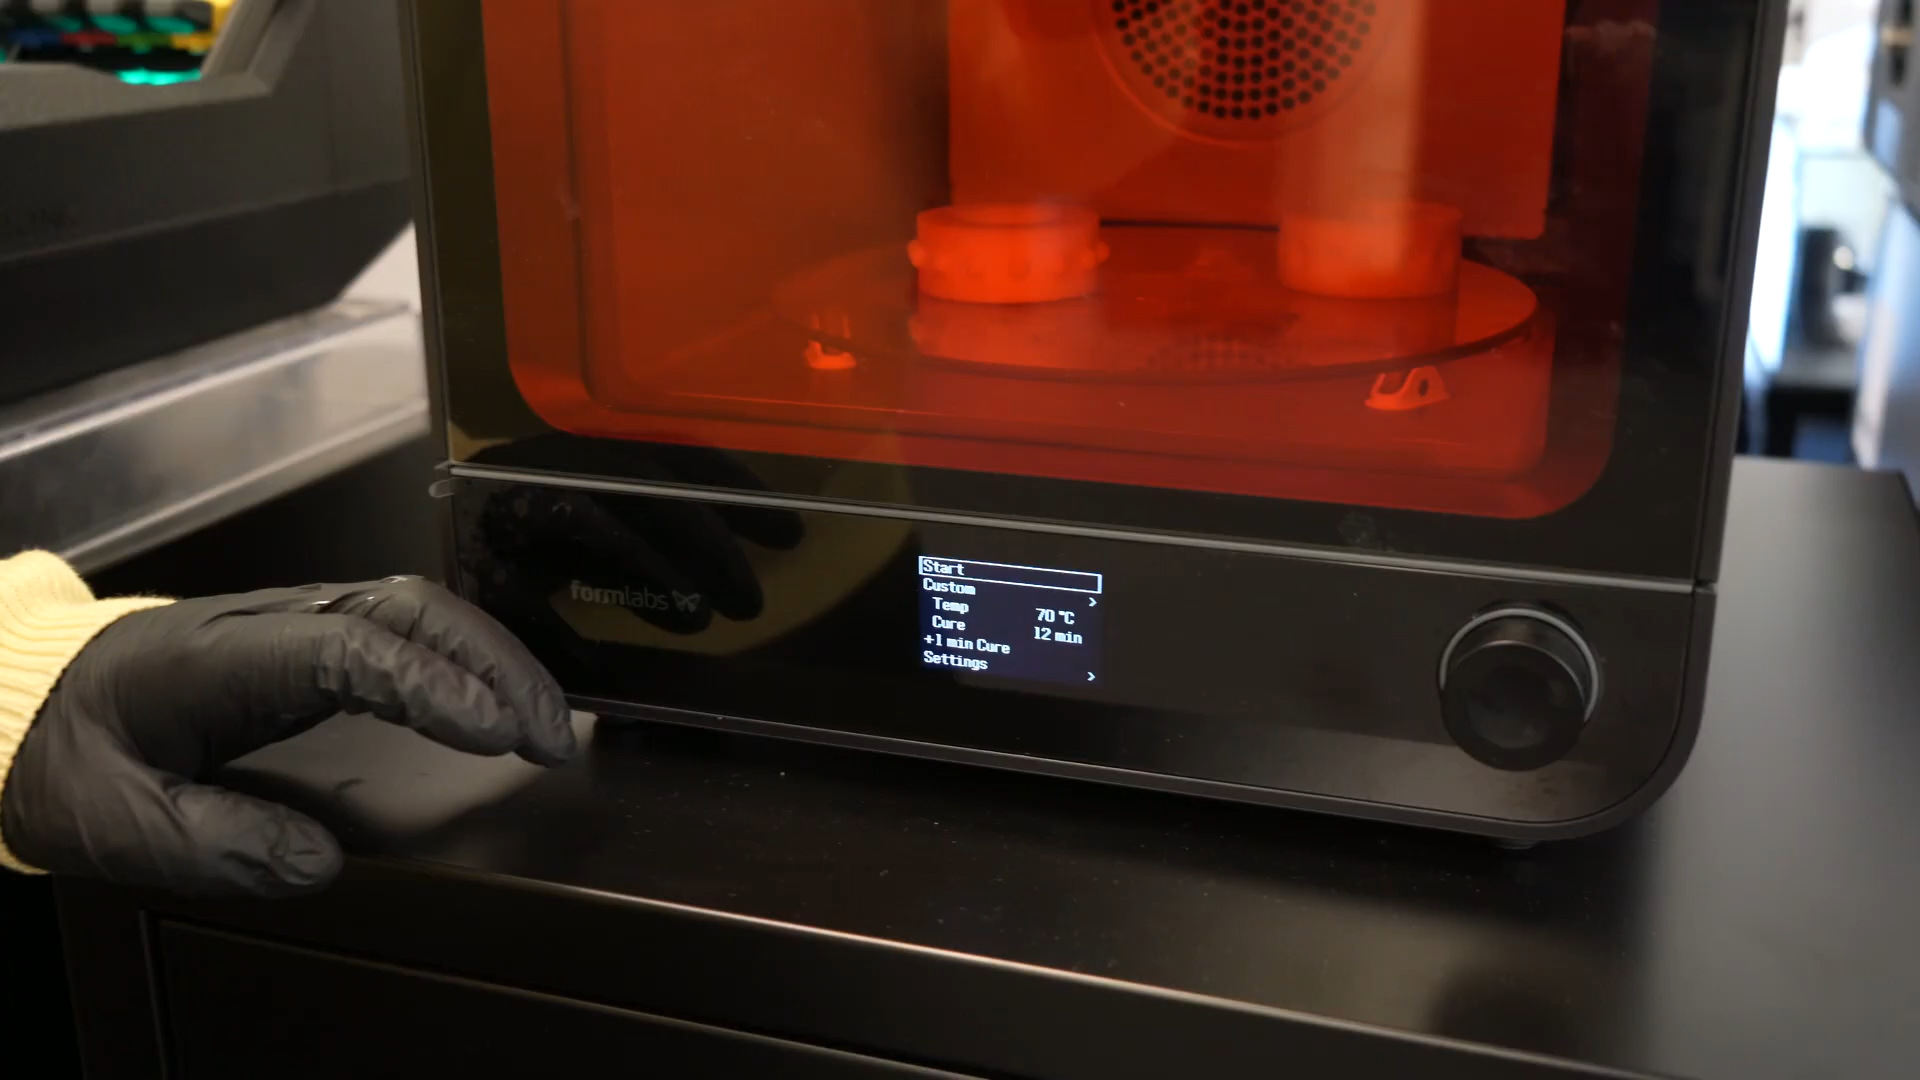 formlabs
Start
Custom >
Temp 70 °C
Cure 12 min
+1 min Cure
Settings >